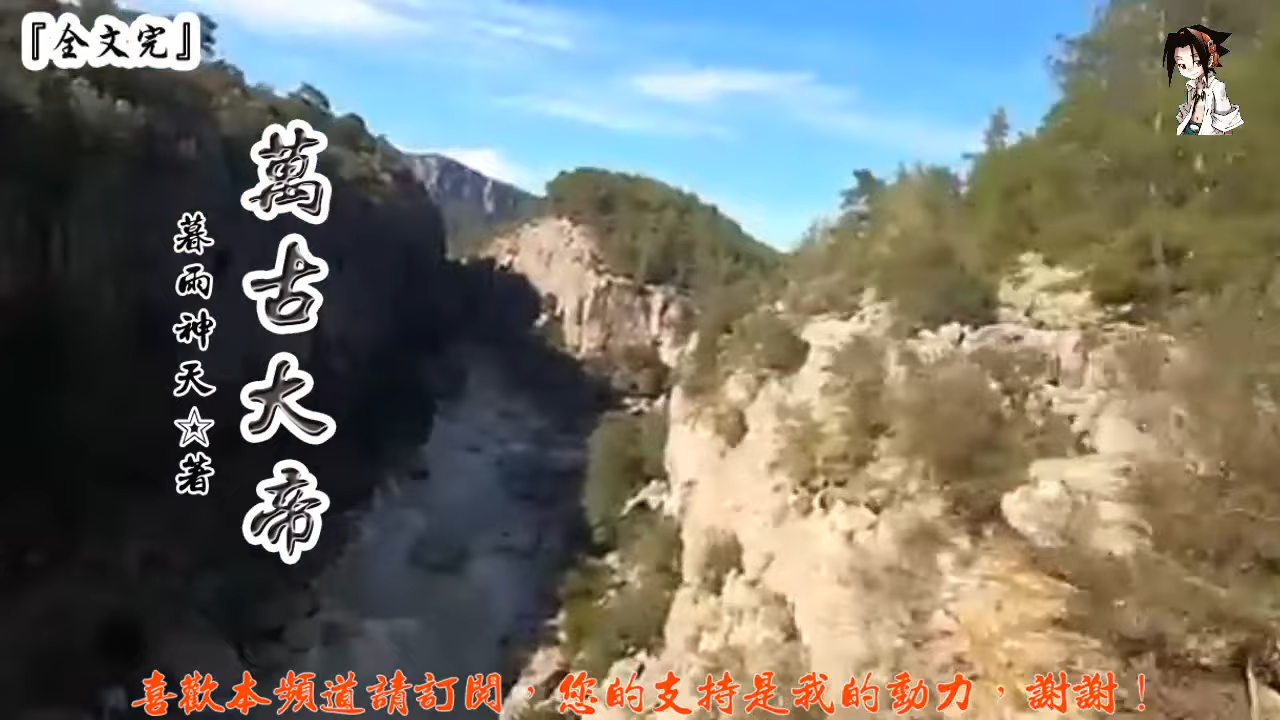 『全文完』
萬古大帝
暮雨神天☆著
喜歡本頻道請訂閱，您的支持是我的動力，謝謝！